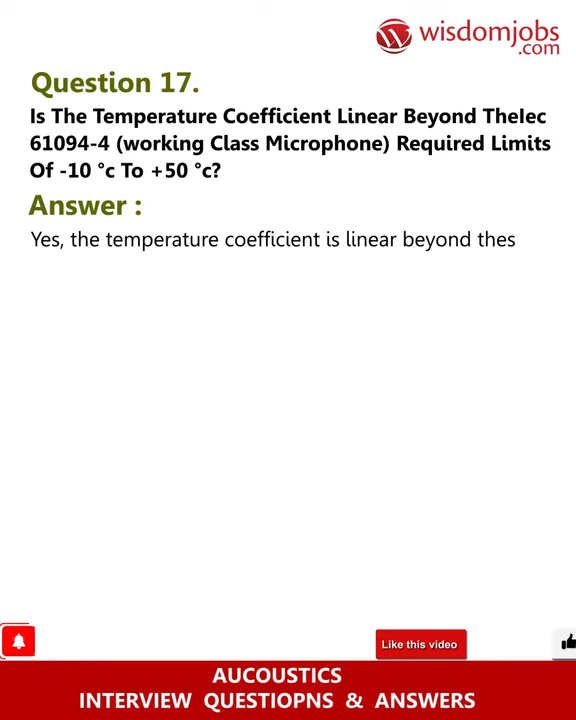 wisdomjobs
.com
Question 17.
Is The Temperature Coefficient Linear Beyond TheIec
61094-4 (working Class Microphone) Required Limits
Of -10 °c To +50 °c?
Answer :
Yes, the temperature coefficient is linear beyond thes
Like this video
AUCOUSTICS
INTERVIEW QUESTIOPNS & ANSWERS